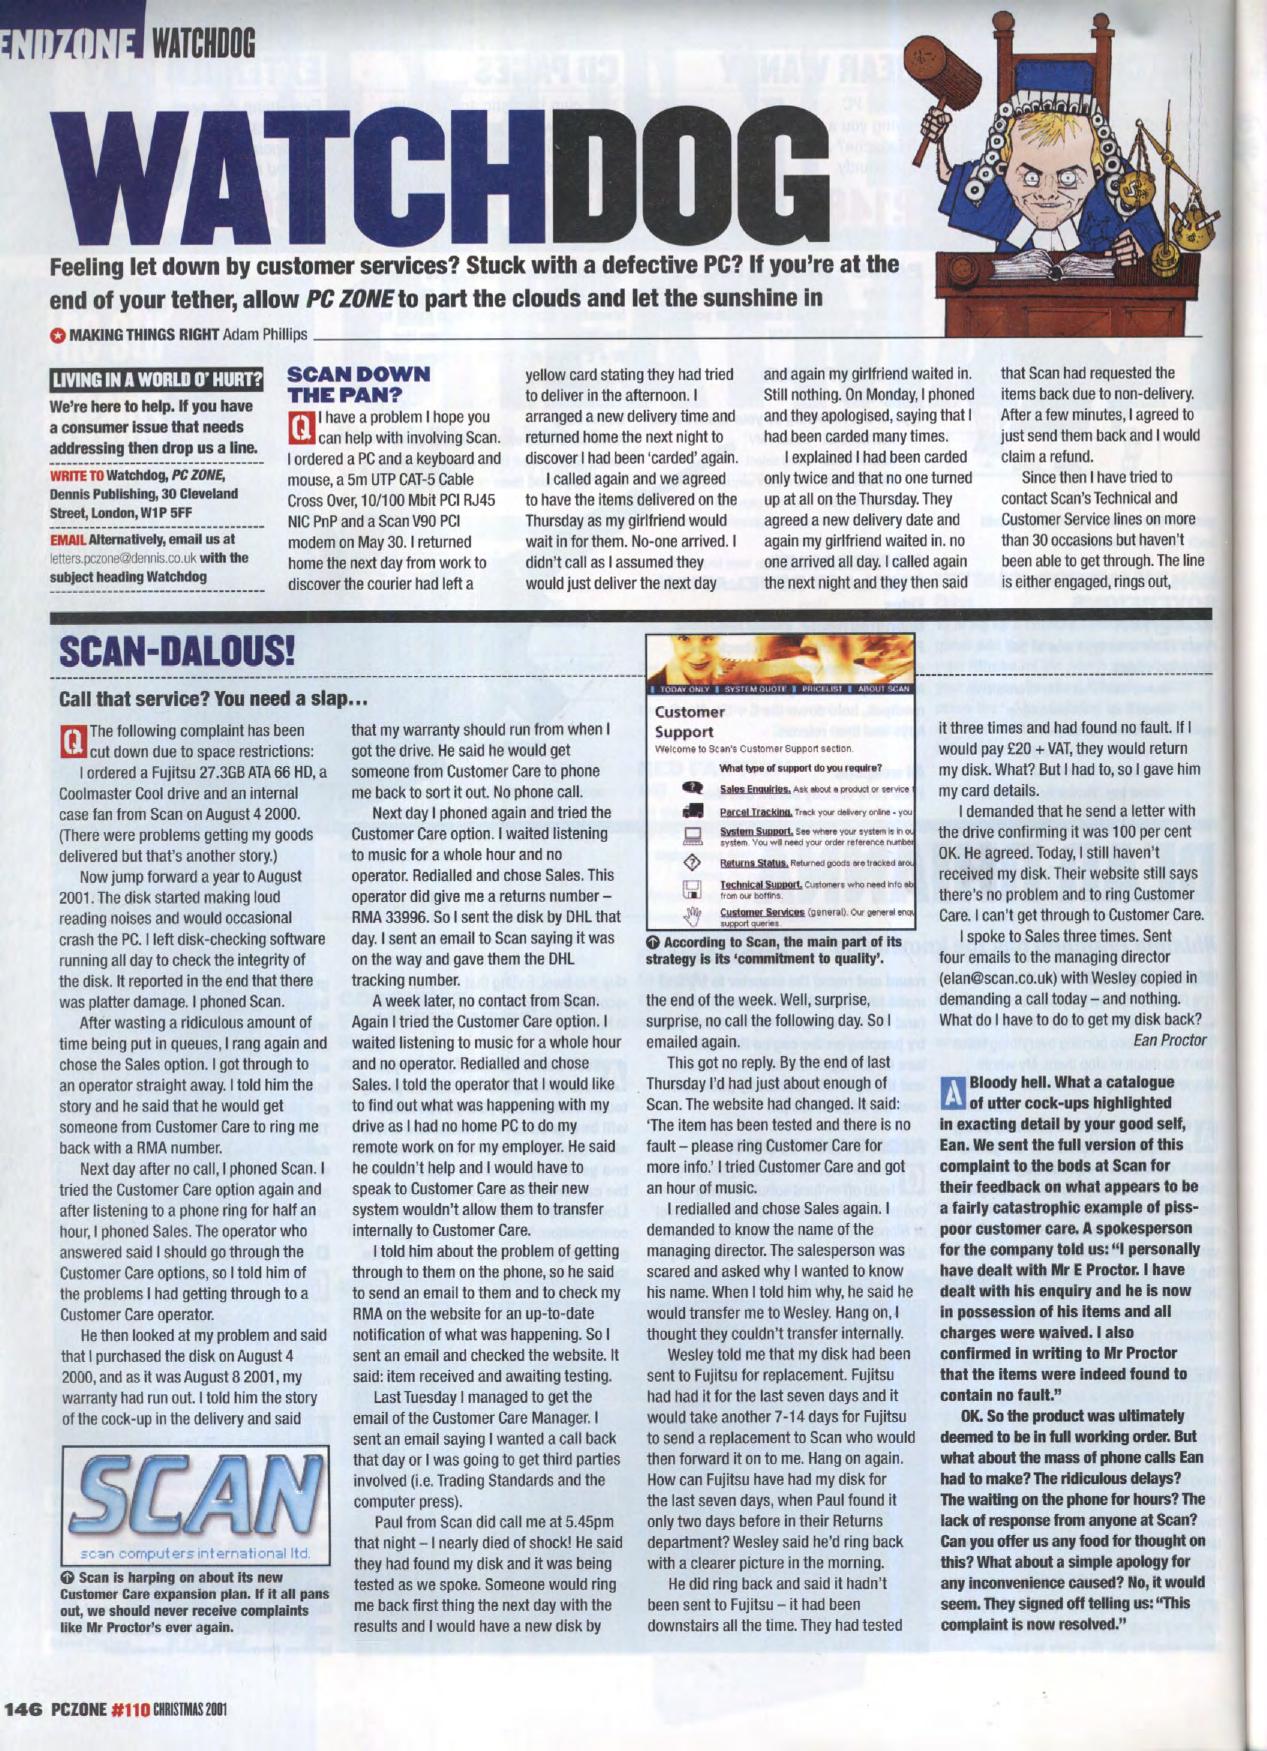 ENDZONE WATCHDOG
WATCHDOG
Feeling let down by customer services? Stuck with a defective PC? If you're at the
end of your tether, allow PC ZONE to part the clouds and let the sunshine in
MAKING THINGS RIGHT Adam Phillips
LIVING IN A WORLD O' HURT?
We're here to help. If you have
a consumer issue that needs
addressing then drop us a line.
WRITE TO Watchdog, PC ZONE,
Dennis Publishing, 30 Cleveland
Street, London, W1P 5FF
EMAIL Alternatively, email us at
letters.pczone@dennis.co.uk with the
subject heading Watchdog
SCAN DOWN
THE PAN?
Q I have a problem I hope you
can help with involving Scan.
I ordered a PC and a keyboard and
mouse, a 5m UTP CAT-5 Cable
Cross Over, 10/100 Mbit PCI RJ45
NIC PnP and a Scan V90 PCI
modem on May 30. I returned
home the next day from work to
discover the courier had left a
yellow card stating they had tried
to deliver in the afternoon. I
arranged a new delivery time and
returned home the next night to
discover I had been 'carded' again.
I called again and we agreed
to have the items delivered on the
Thursday as my girlfriend would
wait in for them. No-one arrived. I
didn't call as I assumed they
would just deliver the next day
and again my girlfriend waited in.
Still nothing. On Monday, I phoned
and they apologised, saying that I
had been carded many times.
I explained I had been carded
only twice and that no one turned
up at all on the Thursday. They
agreed a new delivery date and
again my girlfriend waited in. no
one arrived all day. I called again
the next night and they then said
that Scan had requested the
items back due to non-delivery.
After a few minutes, I agreed to
just send them back and I would
claim a refund.
Since then I have tried to
contact Scan's Technical and
Customer Service lines on more
than 30 occasions but haven't
been able to get through. The line
is either engaged, rings out,
SCAN-DALOUS!
Call that service? You need a slap...
Q The following complaint has been
cut down due to space restrictions:
I ordered a Fujitsu 27.3GB ATA 66 HD, a
Coolmaster Cool drive and an internal
case fan from Scan on August 4 2000.
(There were problems getting my goods
delivered but that's another story.)
Now jump forward a year to August
2001. The disk started making loud
reading noises and would occasional
crash the PC. I left disk-checking software
running all day to check the integrity of
the disk. It reported in the end that there
was platter damage. I phoned Scan.
After wasting a ridiculous amount of
time being put in queues, I rang again and
chose the Sales option. I got through to
an operator straight away. I told him the
story and he said that he would get
someone from Customer Care to ring me
back with a RMA number.
Next day after no call, I phoned Scan. I
tried the Customer Care option again and
after listening to a phone ring for half an
hour, I phoned Sales. The operator who
answered said I should go through the
Customer Care options, so I told him of
the problems I had getting through to a
Customer Care operator.
He then looked at my problem and said
that I purchased the disk on August 4
2000, and as it was August 8 2001, my
warranty had run out. I told him the story
of the cock-up in the delivery and said
SCAN
scan computers international ltd.
Scan is harping on about its new
Customer Care expansion plan. If it all pans
out, we should never receive complaints
like Mr Proctor's ever again.
that my warranty should run from when I
got the drive. He said he would get
someone from Customer Care to phone
me back to sort it out. No phone call.
Next day I phoned again and tried the
Customer Care option. I waited listening
to music for a whole hour and no
operator. Redialled and chose Sales. This
operator did give me a returns number –
RMA 33996. So I sent the disk by DHL that
day. I sent an email to Scan saying it was
on the way and gave them the DHL
tracking number.
A week later, no contact from Scan.
Again I tried the Customer Care option. I
waited listening to music for a whole hour
and no operator. Redialled and chose
Sales. I told the operator that I would like
to find out what was happening with my
drive as I had no home PC to do my
remote work on for my employer. He said
he couldn't help and I would have to
speak to Customer Care as their new
system wouldn't allow them to transfer
internally to Customer Care.
I told him about the problem of getting
through to them on the phone, so he said
to send an email to them and to check my
RMA on the website for an up-to-date
notification of what was happening. So I
sent an email and checked the website. It
said: item received and awaiting testing.
Last Tuesday I managed to get the
email of the Customer Care Manager. I
sent an email saying I wanted a call back
that day or I was going to get third parties
involved (i.e. Trading Standards and the
computer press).
Paul from Scan did call me at 5.45pm
that night – I nearly died of shock! He said
they had found my disk and it was being
tested as we spoke. Someone would ring
me back first thing the next day with the
results and I would have a new disk by
TODAY ONLY SYSTEM QUOTE PRICELIST ABOUT SCAN
Customer
Support
Welcome to Scan's Customer Support section.
What type of support do you require?
Sales Enquiries. Ask about a product or service
Parcel Tracking. Track your delivery online - you
System Support. See where your system is in ou
system. You will need your order reference number
Returns Status. Returned goods are tracked arou
Technical Support. Customers who need info ab
from our boffins.
Customer Services (general). Our general enqu
support queries.
According to Scan, the main part of its
strategy is its 'commitment to quality'.
the end of the week. Well, surprise,
surprise, no call the following day. So I
emailed again.
This got no reply. By the end of last
Thursday I'd had just about enough of
Scan. The website had changed. It said:
'The item has been tested and there is no
fault – please ring Customer Care for
more info.' I tried Customer Care and got
an hour of music.
I redialled and chose Sales again. I
demanded to know the name of the
managing director. The salesperson was
scared and asked why I wanted to know
his name. When I told him why, he said he
would transfer me to Wesley. Hang on, I
thought they couldn't transfer internally.
Wesley told me that my disk had been
sent to Fujitsu for replacement. Fujitsu
had had it for the last seven days and it
would take another 7-14 days for Fujitsu
to send a replacement to Scan who would
then forward it on to me. Hang on again.
How can Fujitsu have had my disk for
the last seven days, when Paul found it
only two days before in their Returns
department? Wesley said he'd ring back
with a clearer picture in the morning.
He did ring back and said it hadn't
been sent to Fujitsu – it had been
downstairs all the time. They had tested
it three times and had found no fault. If I
would pay £20 + VAT, they would return
my disk. What? But I had to, so I gave him
my card details.
I demanded that he send a letter with
the drive confirming it was 100 per cent
OK. He agreed. Today, I still haven't
received my disk. Their website still says
there's no problem and to ring Customer
Care. I can't get through to Customer Care.
I spoke to Sales three times. Sent
four emails to the managing director
(elan@scan.co.uk) with Wesley copied in
demanding a call today – and nothing.
What do I have to do to get my disk back?
Ean Proctor
A Bloody hell. What a catalogue
of utter cock-ups highlighted
in exacting detail by your good self,
Ean. We sent the full version of this
complaint to the bods at Scan for
their feedback on what appears to be
a fairly catastrophic example of piss-
poor customer care. A spokesperson
for the company told us: "I personally
have dealt with Mr E Proctor. I have
dealt with his enquiry and he is now
in possession of his items and all
charges were waived. I also
confirmed in writing to Mr Proctor
that the items were indeed found to
contain no fault."
OK. So the product was ultimately
deemed to be in full working order. But
what about the mass of phone calls Ean
had to make? The ridiculous delays?
The waiting on the phone for hours? The
lack of response from anyone at Scan?
Can you offer us any food for thought on
this? What about a simple apology for
any inconvenience caused? No, it would
seem. They signed off telling us: "This
complaint is now resolved."
146 PCZONE #110 CHRISTMAS 2001